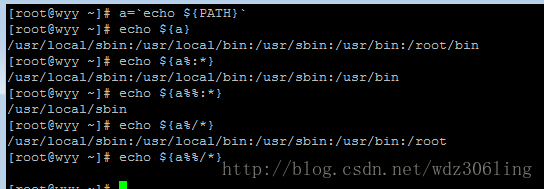 [root@wyy ~]# a=`echo ${PATH}`
[root@wyy ~]# echo ${a}
/usr/local/sbin:/usr/local/bin:/usr/sbin:/usr/bin:/root/bin
[root@wyy ~]# echo ${a%:*}
/usr/local/sbin:/usr/local/bin:/usr/sbin:/usr/bin
[root@wyy ~]# echo ${a%%:*}
/usr/local/sbin
[root@wyy ~]# echo ${a%/*}
/usr/local/sbin:/usr/local/bin:/usr/sbin:/usr/bin:/root
[root@wyy ~]# echo ${a%%/*}

[root@wyy ~]#
http://blog.csdn.net/wdz306ling